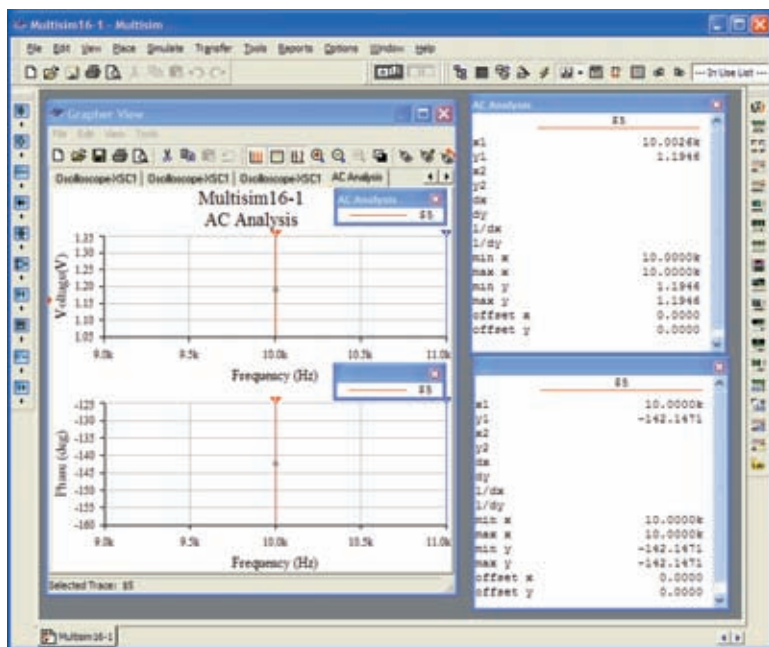 Multisim16-1 - Multisim
File Edit View Place Simulate Transfer Tools Reports Options Window Help
--- In Use List ---
Grapher View
File Edit View Tools
Oscilloscope-XSC1 Oscilloscope-XSC1 Oscilloscope-XSC1 AC Analysis
Multisim16-1
AC Analysis
AC Analysis
$5
Voltage(V)
1.35
1.30
1.25
1.20
1.15
1.10
1.05
9.0k 9.5k 10.0k 10.5k 11.0k
Frequency (Hz)
$5
Phase (deg)
-125
-130
-135
-140
-145
-150
-155
-160
9.0k 9.5k 10.0k 10.5k 11.0k
Frequency (Hz)
Selected Trace: $5
AC Analysis
$5
x1 10.0026k
y1 1.1946
x2
y2
dx
dy
1/dx
1/dy
min x 10.0000k
max x 10.0000k
min y 1.1946
max y 1.1946
offset x 0.0000
offset y 0.0000
$5
x1 10.0000k
y1 -142.1471
x2
y2
dx
dy
1/dx
1/dy
min x 10.0000k
max x 10.0000k
min y -142.1471
max y -142.1471
offset x 0.0000
offset y 0.0000
Multisim16-1